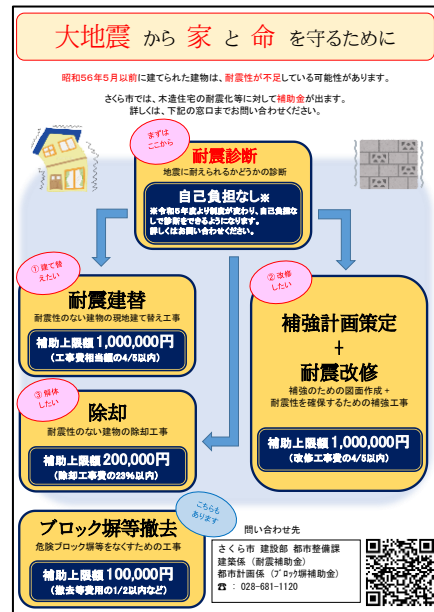 大地震 から 家 と 命 を守るために
昭和56年5月以前に建てられた建物は、耐震性が不足している可能性があります。
さくら市では、木造住宅の耐震化等に対して補助金が出ます。
詳しくは、下記の窓口までお問い合わせください。
まずは
ここから
耐震診断
地震に耐えられるかどうかの診断
自己負担なし※
※令和5年度より制度が変わり、自己負担な
しで診断をできるようになります。
詳しくはお問い合わせください。
①建て替
えたい
耐震建替
耐震性のない建物の現地建て替え工事
補助上限額 1,000,000円
(工事費相当額の4/5以内)
②改修
したい
補強計画策定
+
耐震改修
補強のための図面作成+
耐震性を確保するための補強工事
補助上限額 1,000,000円
(改修工事費の4/5以内)
③解体
したい
除却
耐震性のない建物の除却工事
補助上限額 200,000円
(除却工事費の23%以内)
こちらも
あります
ブロック塀等撤去
危険ブロック塀等をなくすための工事
補助上限額 100,000円
(撤去等費用の1/2以内など)
問い合わせ先
さくら市 建設部 都市整備課
建築係(耐震補助金)
都市計画係(ブロック塀補助金)
☎ : 028-681-1120